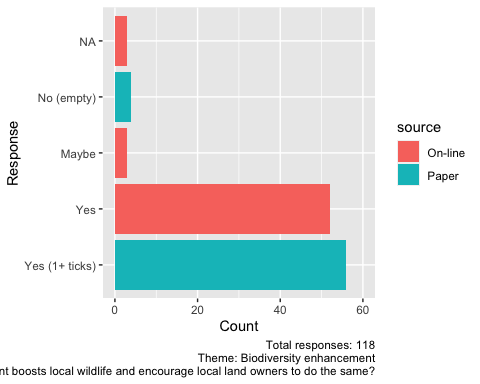 NA
No (empty)
Maybe
Yes
Yes (1+ ticks)
Response
0 20 40 60
Count
source
On-line
Paper
Total responses: 118
Theme: Biodiversity enhancement
boosts local wildlife and encourage local land owners to do the same?